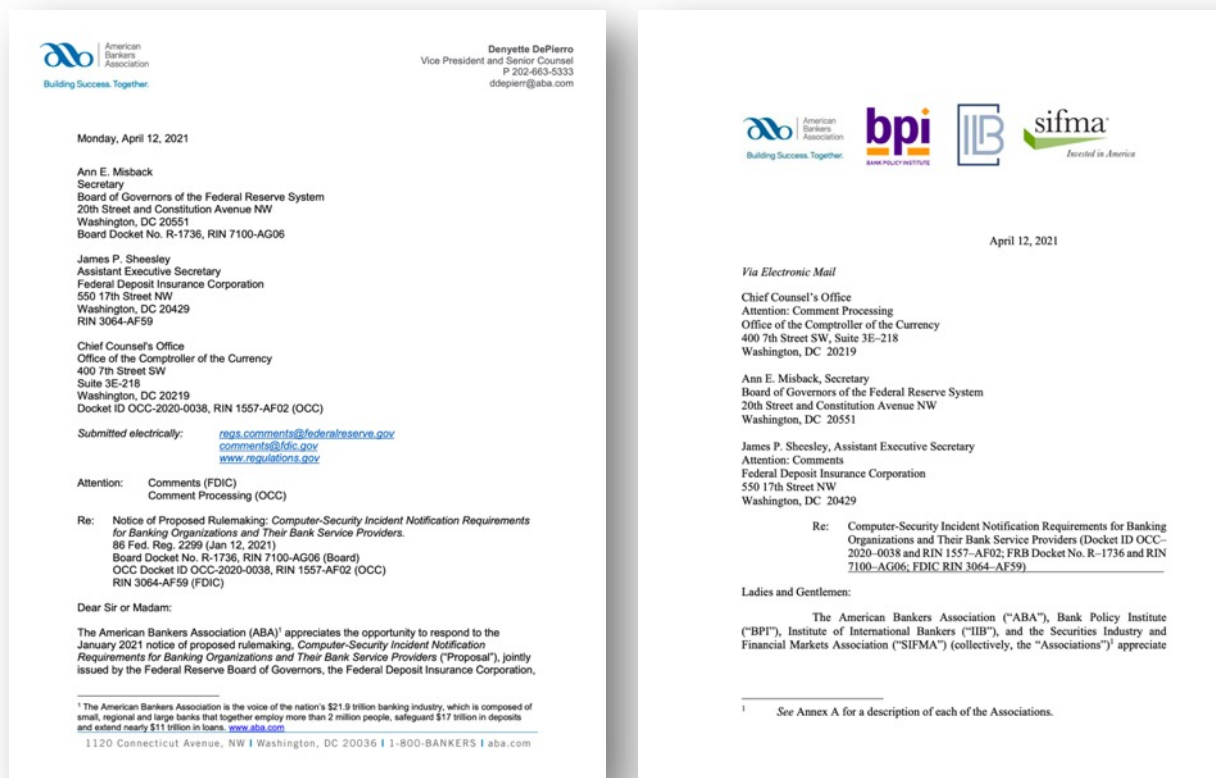 American
Bankers
Association
Building Success. Together.
Denyette DePierro
Vice President and Senior Counsel
P 202-663-5333
ddepierr@aba.com
Monday, April 12, 2021
Ann E. Misback
Secretary
Board of Governors of the Federal Reserve System
20th Street and Constitution Avenue NW
Washington, DC 20551
Board Docket No. R-1736, RIN 7100-AG06
James P. Sheesley
Assistant Executive Secretary
Federal Deposit Insurance Corporation
550 17th Street NW
Washington, DC 20429
RIN 3064-AF59
Chief Counsel's Office
Office of the Comptroller of the Currency
400 7th Street SW
Suite 3E-218
Washington, DC 20219
Docket ID OCC-2020-0038, RIN 1557-AF02 (OCC)
Submitted electrically: regs.comments@federalreserve.gov
comments@fdic.gov
www.regulations.gov
Attention: Comments (FDIC)
Comment Processing (OCC)
Re: Notice of Proposed Rulemaking: Computer-Security Incident Notification Requirements
for Banking Organizations and Their Bank Service Providers.
86 Fed. Reg. 2299 (Jan 12, 2021)
Board Docket No. R-1736, RIN 7100-AG06 (Board)
OCC Docket ID OCC-2020-0038, RIN 1557-AF02 (OCC)
RIN 3064-AF59 (FDIC)
Dear Sir or Madam:
The American Bankers Association (ABA)¹ appreciates the opportunity to respond to the
January 2021 notice of proposed rulemaking, Computer-Security Incident Notification
Requirements for Banking Organizations and Their Bank Service Providers ("Proposal"), jointly
issued by the Federal Reserve Board of Governors, the Federal Deposit Insurance Corporation,
¹ The American Bankers Association is the voice of the nation's $21.9 trillion banking industry, which is composed of
small, regional and large banks that together employ more than 2 million people, safeguard $17 trillion in deposits
and extend nearly $11 trillion in loans. www.aba.com
1120 Connecticut Avenue, NW | Washington, DC 20036 | 1-800-BANKERS | aba.com
American
Bankers
Association
Building Success. Together.
bpi
BANK POLICY INSTITUTE
IIB
sifma
Invested in America
April 12, 2021
Via Electronic Mail
Chief Counsel's Office
Attention: Comment Processing
Office of the Comptroller of the Currency
400 7th Street SW, Suite 3E–218
Washington, DC 20219
Ann E. Misback, Secretary
Board of Governors of the Federal Reserve System
20th Street and Constitution Avenue NW
Washington, DC 20551
James P. Sheesley, Assistant Executive Secretary
Attention: Comments
Federal Deposit Insurance Corporation
550 17th Street NW
Washington, DC 20429
Re: Computer-Security Incident Notification Requirements for Banking
Organizations and Their Bank Service Providers (Docket ID OCC–
2020–0038 and RIN 1557–AF02; FRB Docket No. R–1736 and RIN
7100–AG06; FDIC RIN 3064–AF59)
Ladies and Gentlemen:
The American Bankers Association ("ABA"), Bank Policy Institute
("BPI"), Institute of International Bankers ("IIB"), and the Securities Industry and
Financial Markets Association ("SIFMA") (collectively, the "Associations")¹ appreciate
¹ See Annex A for a description of each of the Associations.